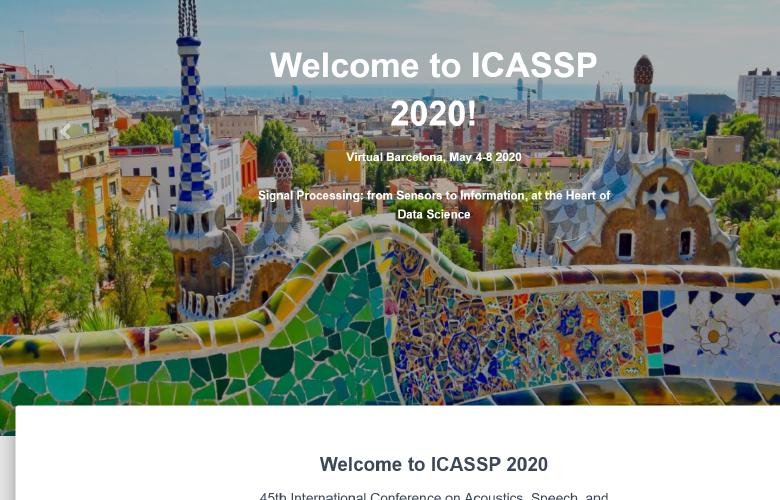 Welcome to ICASSP
2020!
Virtual Barcelona, May 4-8 2020
Signal Processing: from Sensors to Information, at the Heart of
Data Science
Welcome to ICASSP 2020
45th International Conference on Acoustics, Speech, and